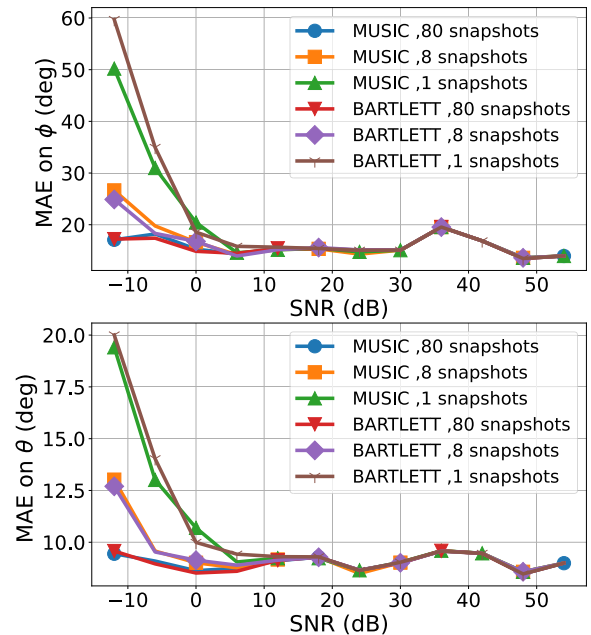 60
50
40
30
20
MAE on ϕ (deg)
MUSIC ,80 snapshots
MUSIC ,8 snapshots
MUSIC ,1 snapshots
BARTLETT ,80 snapshots
BARTLETT ,8 snapshots
BARTLETT ,1 snapshots
−10 0 10 20 30 40 50
SNR (dB)
20.0
17.5
15.0
12.5
10.0
MAE on θ (deg)
MUSIC ,80 snapshots
MUSIC ,8 snapshots
MUSIC ,1 snapshots
BARTLETT ,80 snapshots
BARTLETT ,8 snapshots
BARTLETT ,1 snapshots
−10 0 10 20 30 40 50
SNR (dB)